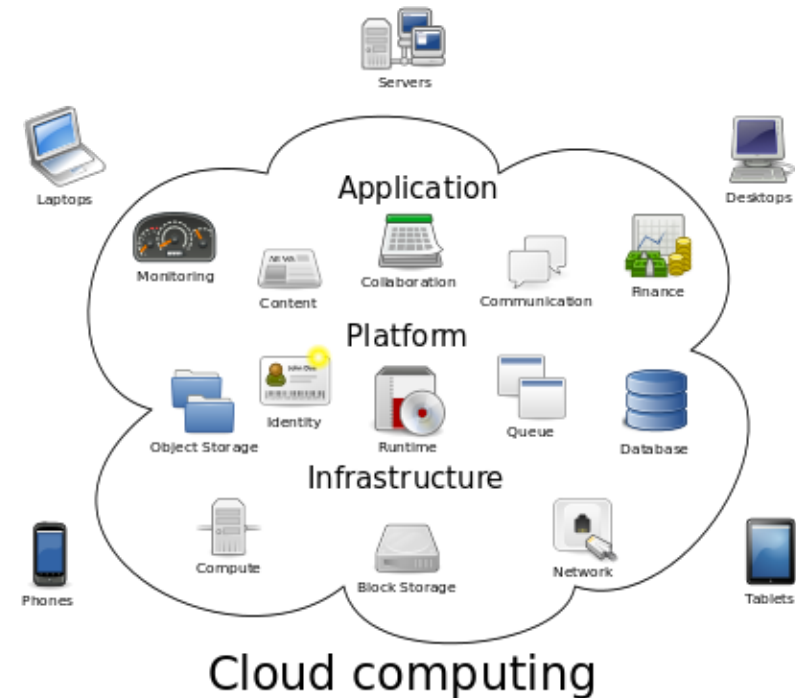 Servers
Laptops
Desktops
Application
Monitoring
Content
Collaboration
Communication
Finance
Platform
Object Storage
Identity
Runtime
Queue
Database
Infrastructure
Compute
Block Storage
Network
Phones
Tablets
Cloud computing